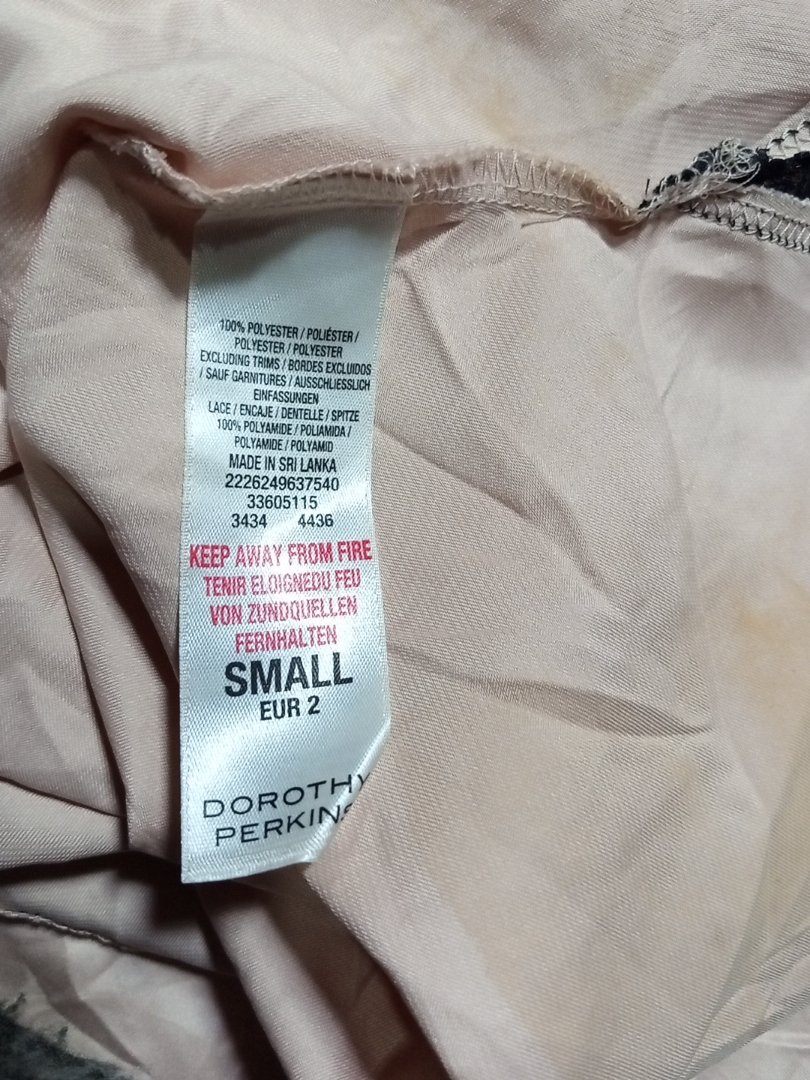 100% POLYESTER / POLIÉSTER /
POLYESTER / POLYESTER
EXCLUDING TRIMS / BORDES EXCLUIDOS
/ SAUF GARNITURES / AUSSCHLIESSLICH
EINFASSUNGEN
LACE / ENCAJE / DENTELLE / SPITZE
100% POLYAMIDE / POLIAMIDA /
POLYAMIDE / POLYAMID
MADE IN SRI LANKA
2226249637540
33605115
3434 4436
KEEP AWAY FROM FIRE
TENIR ELOIGNEDU FEU
VON ZUNDQUELLEN
FERNHALTEN
SMALL
EUR 2
DOROTHY
PERKINS